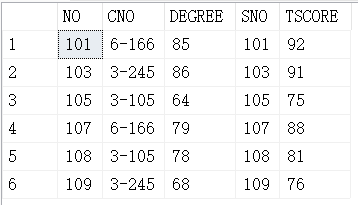 NO CNO DEGREE SNO TSCORE
1 101 6-166 85 101 92
2 103 3-245 86 103 91
3 105 3-105 64 105 75
4 107 6-166 79 107 88
5 108 3-105 78 108 81
6 109 3-245 68 109 76